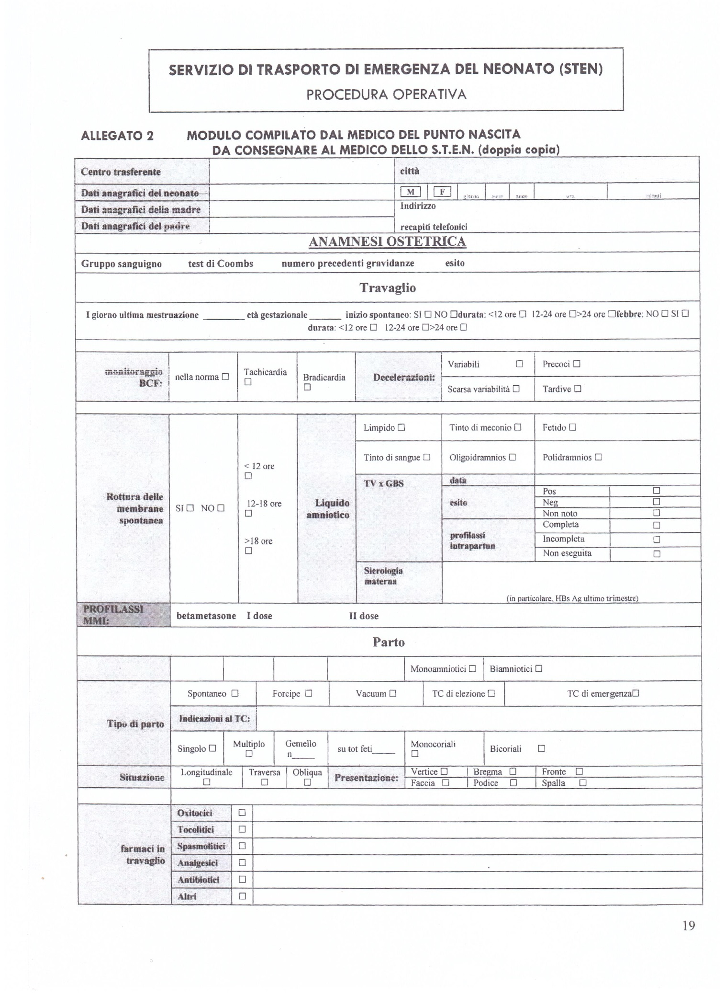 SERVIZIO DI TRASPORTO DI EMERGENZA DEL NEONATO (STEN)
PROCEDURA OPERATIVA
ALLEGATO 2 MODULO COMPILATO DAL MEDICO DEL PUNTO NASCITA
DA CONSEGNARE AL MEDICO DELLO S.T.E.N. (doppia copia)
Centro trasferente città
Dati anagrafici del neonato M F giorno mese anno ora minuti
Dati anagrafici della madre Indirizzo
Dati anagrafici del padre recapiti telefonici
ANAMNESI OSTETRICA
Gruppo sanguigno test di Coombs numero precedenti gravidanze esito
Travaglio
I giorno ultima mestruazione ________ età gestazionale ______ inizio spontaneo: SI ☐ NO ☐durata: <12 ore ☐ 12-24 ore ☐>24 ore ☐febbre: NO ☐ SI ☐
durata: <12 ore ☐ 12-24 ore ☐>24 ore ☐
monitoraggio
BCF:
nella norma ☐
Tachicardia
☐
Bradicardia
☐
Decelerazioni:
Variabili ☐ Precoci ☐
Scarsa variabilità ☐ Tardive ☐
Rottura delle
membrane
spontanea
SI ☐ NO ☐
< 12 ore
☐
12-18 ore
☐
>18 ore
☐
Liquido
amniotico
Limpido ☐ Tinto di meconio ☐ Fetido ☐
Tinto di sangue ☐ Oligoidramnios ☐ Polidramnios ☐
TV x GBS data
esito
Pos ☐
Neg ☐
Non noto ☐
profilassi
intrapartun
Completa ☐
Incompleta ☐
Non eseguita ☐
Sierologia
materna
(in particolare, HBs Ag ultimo trimestre)
PROFILASSI
MMI:
betametasone I dose II dose
Parto
Monoamniotici ☐ Biamniotici ☐
Tipo di parto
Spontaneo ☐ Forcipe ☐ Vacuum ☐ TC di elezione ☐ TC di emergenza☐
Indicazioni al TC:
Singolo ☐
Multiplo
☐
Gemello
n_____
su tot feti_____
Monocoriali
☐
Bicoriali ☐
Situazione
Longitudinale
☐
Traversa
☐
Obliqua
☐
Presentazione:
Vertice ☐ Bregma ☐ Fronte ☐
Faccia ☐ Podice ☐ Spalla ☐
farmaci in
travaglio
Oxitocici ☐
Tocolitici ☐
Spasmolitici ☐
Analgesici ☐
Antibiotici ☐
Altri ☐
19